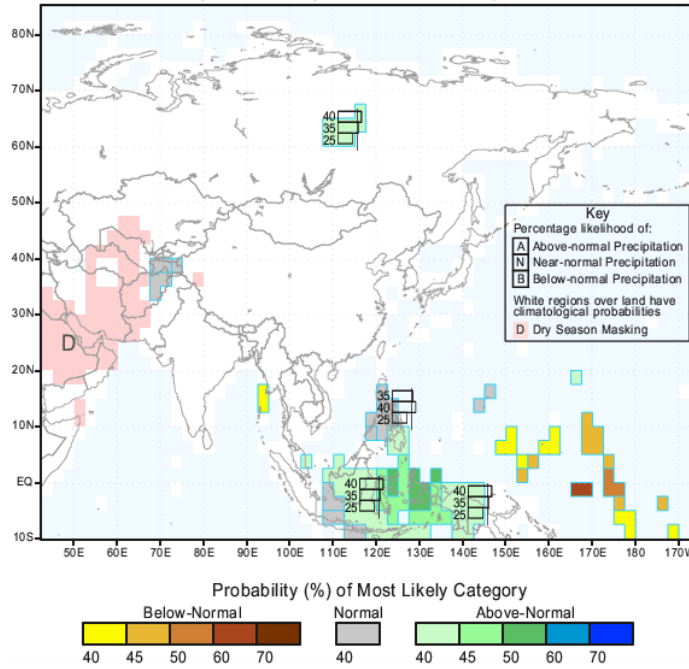 80N
70N
60N
50N
40N
30N
20N
10N
EQ
10S
40
35
25
D
35
40
25
40
35
25
40
35
25
Key
Percentage likelihood of:
A Above-normal Precipitation
N Near-normal Precipitation
B Below-normal Precipitation
White regions over land have
climatological probabilities
D Dry Season Masking
50E 60E 70E 80E 90E 100E 110E 120E 130E 140E 150E 160E 170E 180% 170W
Probability (%) of Most Likely Category
Below-Normal Normal Above-Normal
40 45 50 60 70 40 40 45 50 60 70